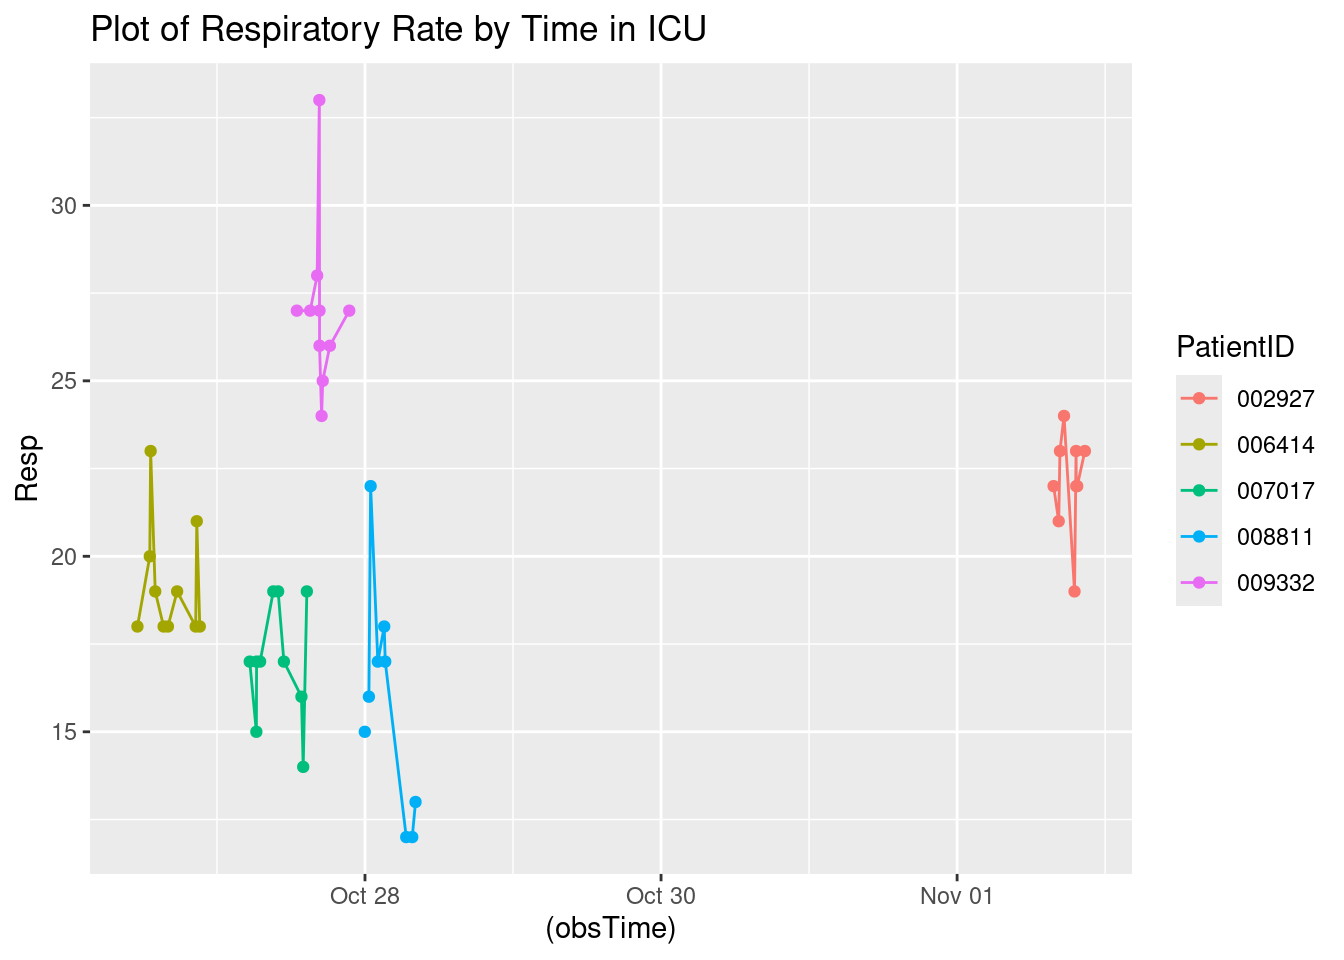 Plot of Respiratory Rate by Time in ICU
Resp
30
25
20
15
Oct 28
Oct 30
Nov 01
(obsTime)
PatientID
002927
006414
007017
008811
009332